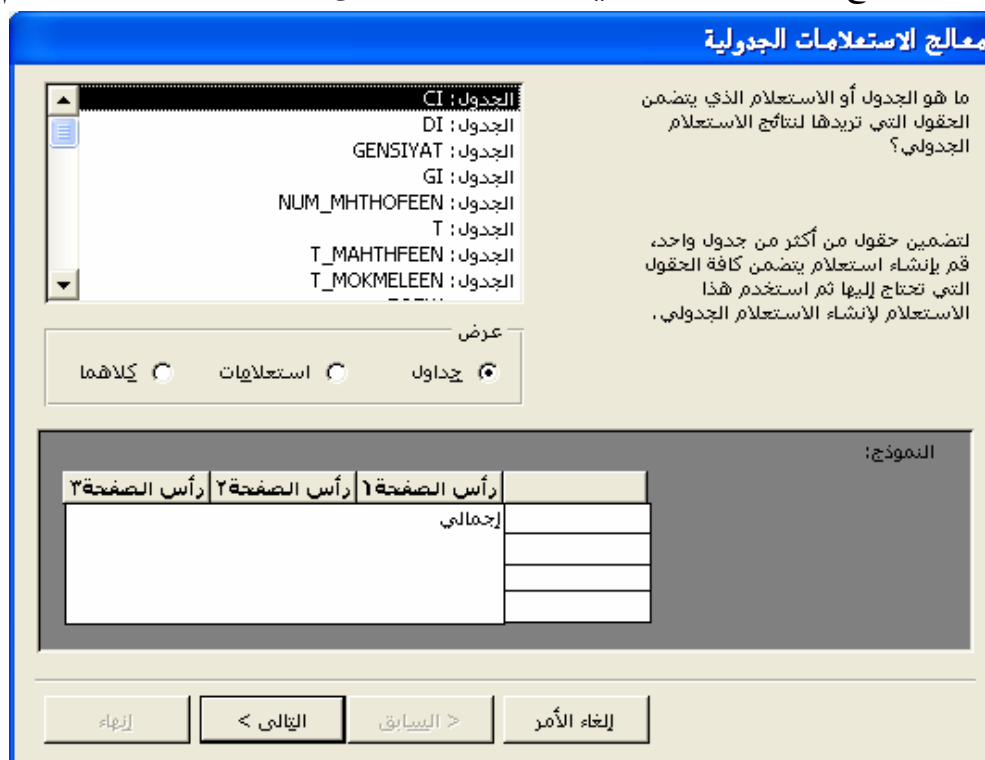 معالج الاستعلامات الجدولية
ما هو الجدول أو الاستعلام الذي يتضمن
الحقول التي تريدها لنتائج الاستعلام
الجدولي؟
لتضمين حقول من أكثر من جدول واحد،
قم بإنشاء استعلام يتضمن كافة الحقول
التي تحتاج إليها ثم استخدم هذا
الاستعلام لإنشاء الاستعلام الجدولي.
الجدول: CI
الجدول: DI
الجدول: GENSIYAT
الجدول: GI
الجدول: NUM_MHTHOFEEN
الجدول: T
الجدول: T_MAHTHFEEN
الجدول: T_MOKMELEEN
عرض
جداول استعلامات كلاهما
النموذج:
رأس الصفحة١ رأس الصفحة٢ رأس الصفحة٣
إجمالي
إلغاء الأمر < السابق التالي > إنهاء